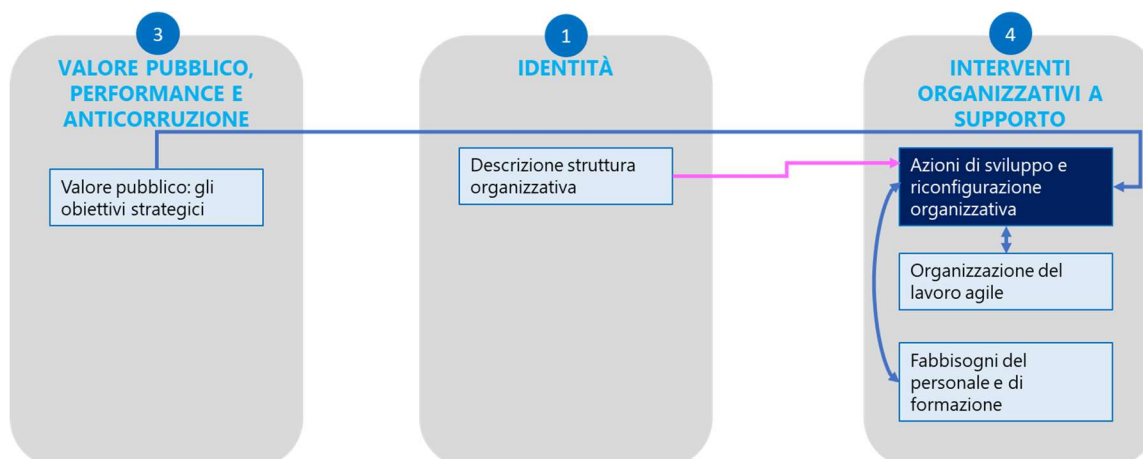 3
VALORE PUBBLICO,
PERFORMANCE E
ANTICORRUZIONE
Valore pubblico: gli
obiettivi strategici
1
IDENTITÀ
Descrizione struttura
organizzativa
4
INTERVENTI
ORGANIZZATIVI A
SUPPORTO
Azioni di sviluppo e
riconfigurazione
organizzativa
Organizzazione del
lavoro agile
Fabbisogni del
personale e di
formazione